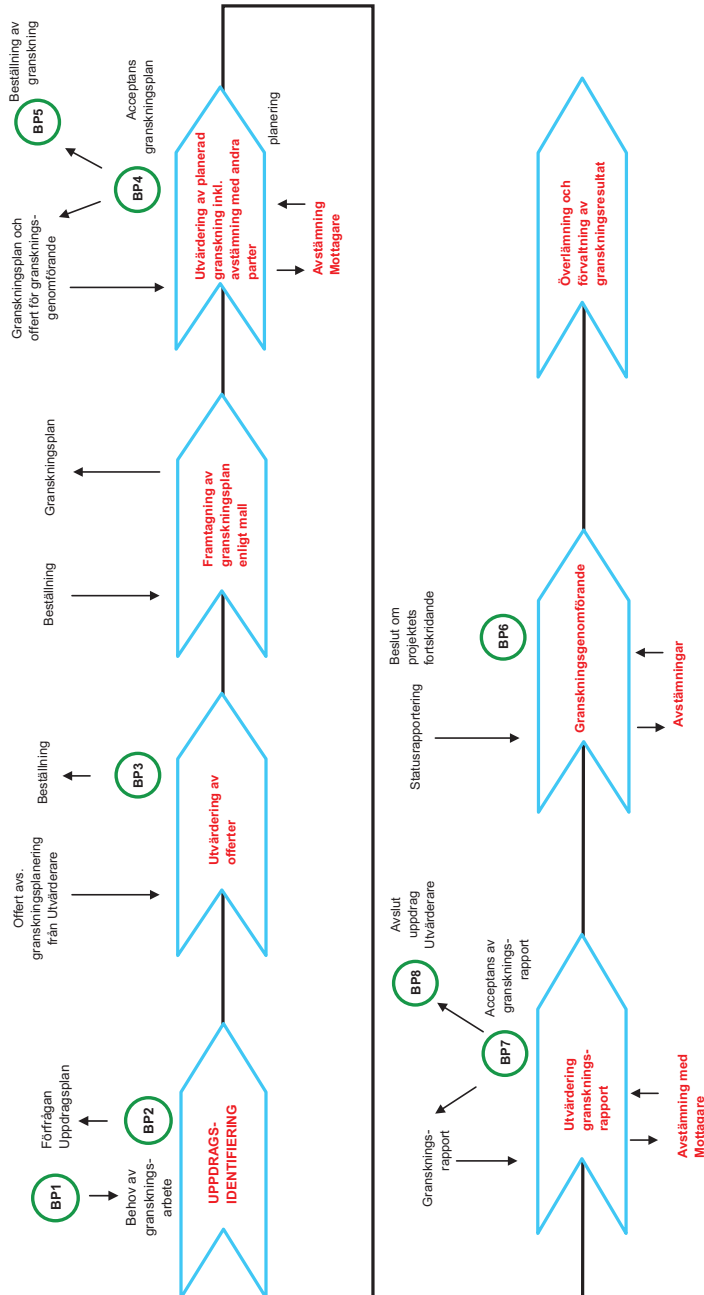 BP1
Behov av
gransknings-
arbete
Förfrågan
Uppdragsplan
BP2
UPPDRAGS-
IDENTIFIERING
Offert avs.
granskningsplanering
från Utvärderare
Beställning
BP3
Utvärdering av
offerter
Beställning
Granskningsplan
Framtagning av
granskningsplan
enligt mall
Granskningsplan och
offert för gransknings-
genomförande
BP4
Acceptans
granskningsplan
Beställning av
granskning
BP5
Utvärdering av planerad
granskning inkl.
avstämning med andra
parter
planering
Avstämning
Mottagare
Gransknings-
rapport
BP7
Acceptans av
gransknings-
rapport
BP8
Avslut
uppdrag
Utvärderare
Utvärdering
gransknings-
rapport
Avstämning med
Mottagare
Statusrapportering
Beslut om
projektets
fortskridande
BP6
Granskningsgenomförande
Avstämningar
Överlämning och
förvaltning av
granskningsresultat